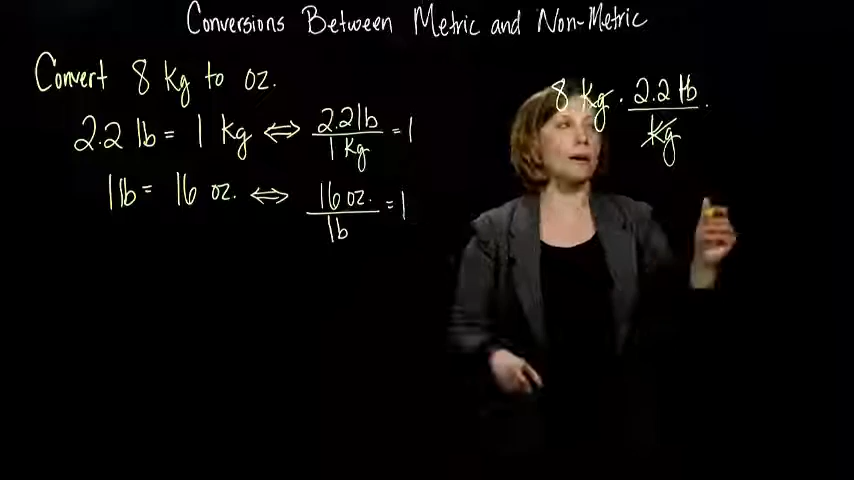 Conversions Between Metric and Non-Metric
Convert 8 Kg to oz.
2.2 lb = 1 kg ⇔ 2.2 lb / 1 Kg = 1
1 lb = 16 oz. ⇔ 16 oz. / lb = 1
8 Kg · 2.2 lb / Kg ·